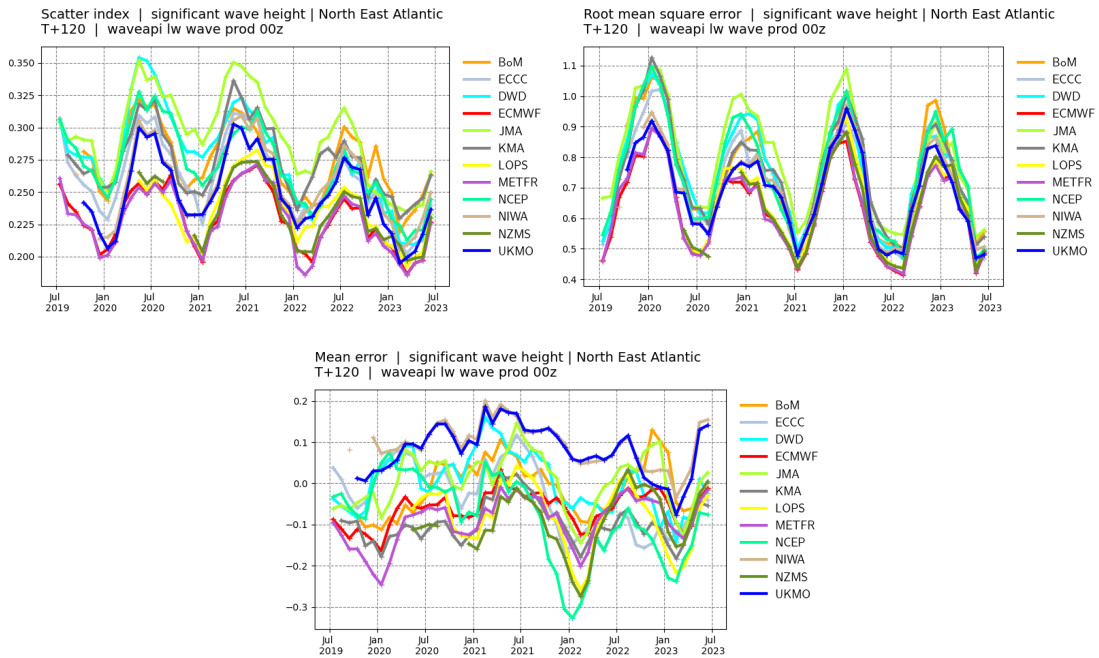 Scatter index | significant wave height | North East Atlantic
T+120 | waveapi lw wave prod 00z
0.350
0.325
0.300
0.275
0.250
0.225
0.200
Jul 2019
Jan 2020
Jul 2020
Jan 2021
Jul 2021
Jan 2022
Jul 2022
Jan 2023
Jul 2023
BoM
ECCC
DWD
ECMWF
JMA
KMA
LOPS
METFR
NCEP
NIWA
NZMS
UKMO
Root mean square error | significant wave height | North East Atlantic
T+120 | waveapi lw wave prod 00z
1.1
1.0
0.9
0.8
0.7
0.6
0.5
0.4
Jul 2019
Jan 2020
Jul 2020
Jan 2021
Jul 2021
Jan 2022
Jul 2022
Jan 2023
Jul 2023
BoM
ECCC
DWD
ECMWF
JMA
KMA
LOPS
METFR
NCEP
NIWA
NZMS
UKMO
Mean error | significant wave height | North East Atlantic
T+120 | waveapi lw wave prod 00z
0.2
0.1
0.0
−0.1
−0.2
−0.3
Jul 2019
Jan 2020
Jul 2020
Jan 2021
Jul 2021
Jan 2022
Jul 2022
Jan 2023
Jul 2023
BoM
ECCC
DWD
ECMWF
JMA
KMA
LOPS
METFR
NCEP
NIWA
NZMS
UKMO